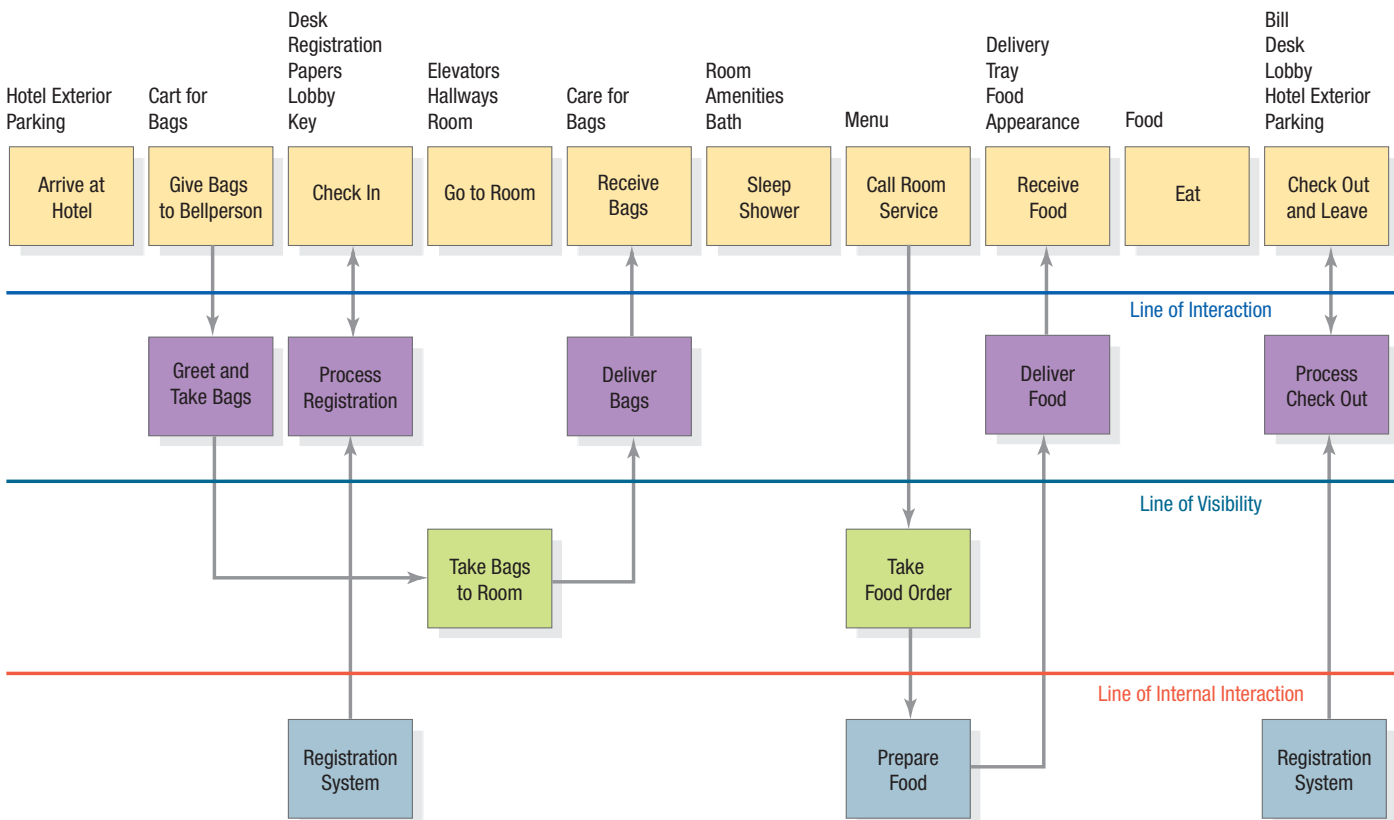 Hotel Exterior
Parking
Cart for
Bags
Desk
Registration
Papers
Lobby
Key
Elevators
Hallways
Room
Care for
Bags
Room
Amenities
Bath
Menu
Delivery
Tray
Food
Appearance
Food
Bill
Desk
Lobby
Hotel Exterior
Parking
Arrive at
Hotel
Give Bags
to Bellperson
Check In
Go to Room
Receive
Bags
Sleep
Shower
Call Room
Service
Receive
Food
Eat
Check Out
and Leave
Line of Interaction
Greet and
Take Bags
Process
Registration
Deliver
Bags
Deliver
Food
Process
Check Out
Line of Visibility
Take Bags
to Room
Take
Food Order
Line of Internal Interaction
Registration
System
Prepare
Food
Registration
System